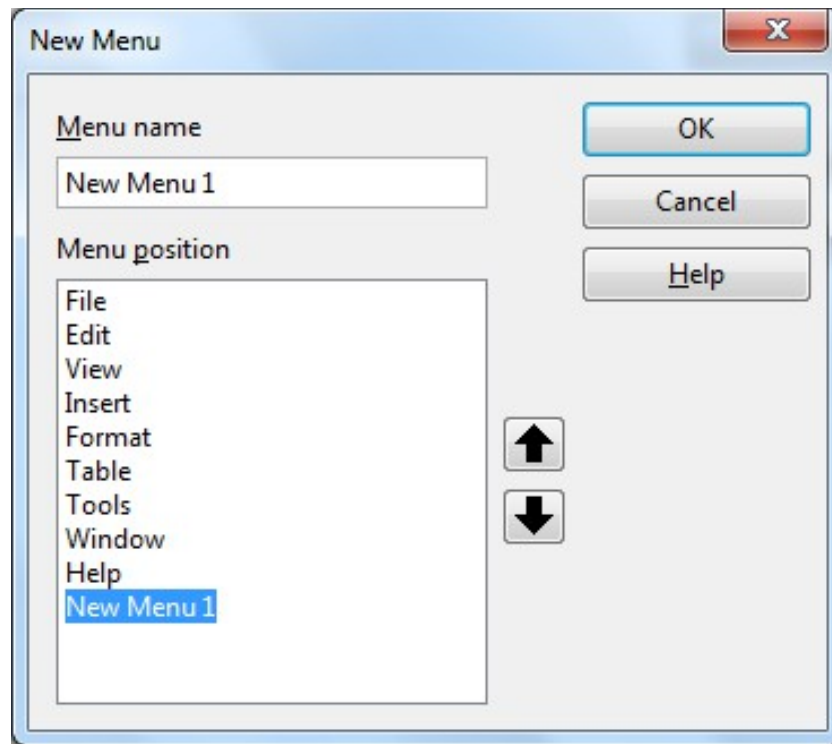 New Menu
Menu name
OK
New Menu 1
Cancel
Menu position
Help
File
Edit
View
Insert
Format
Table
Tools
Window
Help
New Menu 1